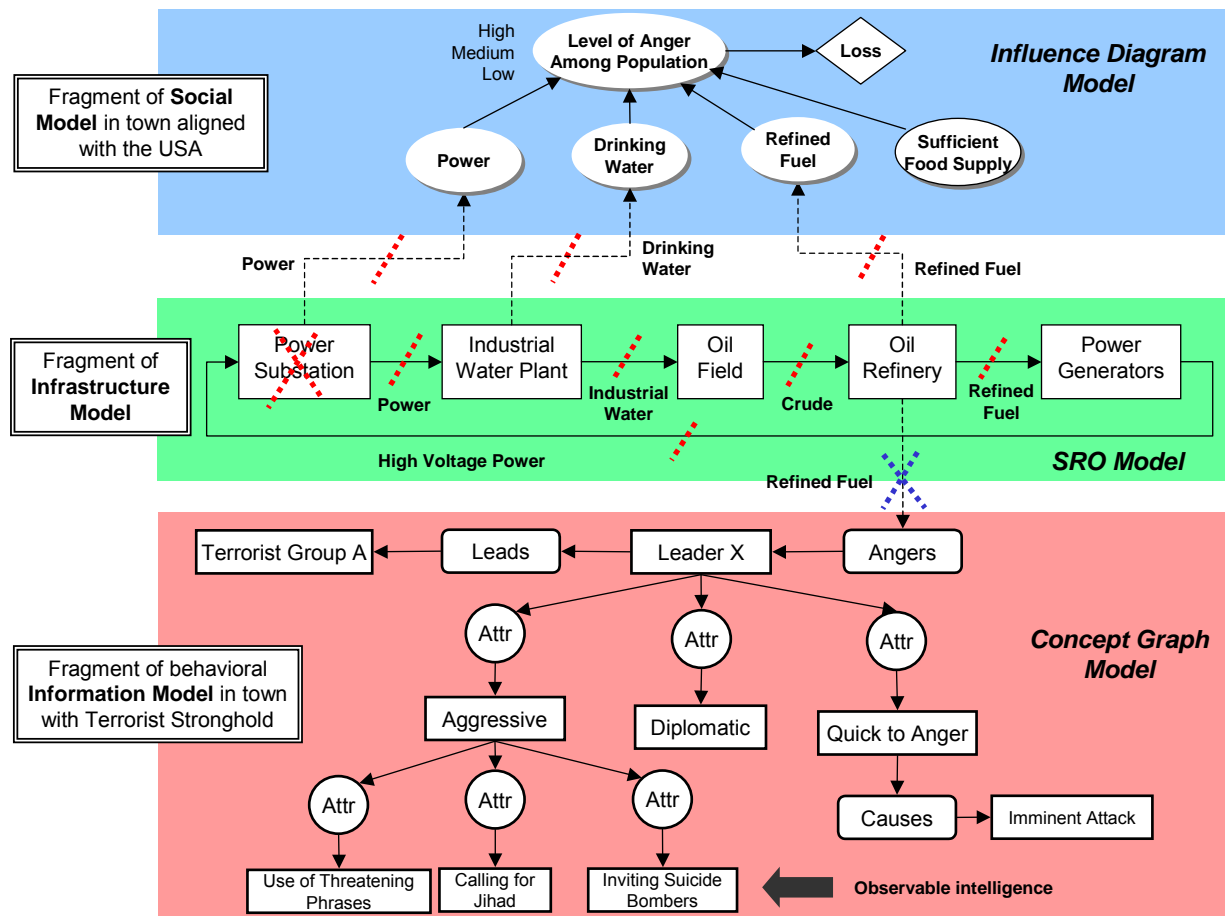 High
Medium
Low
Level of Anger
Among Population
Loss
Influence Diagram
Model
Fragment of Social
Model in town aligned
with the USA
Power
Drinking
Water
Refined
Fuel
Sufficient
Food Supply
Power
Drinking
Water
Refined Fuel
Fragment of
Infrastructure
Model
Power
Substation
Industrial
Water Plant
Oil
Field
Oil
Refinery
Power
Generators
Power
Industrial
Water
Crude
Refined
Fuel
High Voltage Power
SRO Model
Refined Fuel
Terrorist Group A
Leads
Leader X
Angers
Attr
Attr
Attr
Concept Graph
Model
Fragment of behavioral
Information Model in town
with Terrorist Stronghold
Aggressive
Diplomatic
Quick to Anger
Attr
Attr
Attr
Causes
Imminent Attack
Use of Threatening
Phrases
Calling for
Jihad
Inviting Suicide
Bombers
Observable intelligence